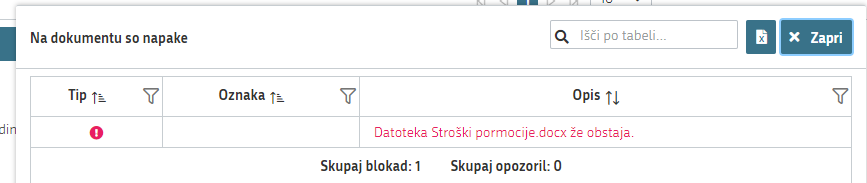 Na dokumentu so napake
Išči po tabeli...
Zapri
Tip
Oznaka
Opis
Datoteka Stroški pormocije.docx že obstaja.
Skupaj blokad: 1 Skupaj opozoril: 0